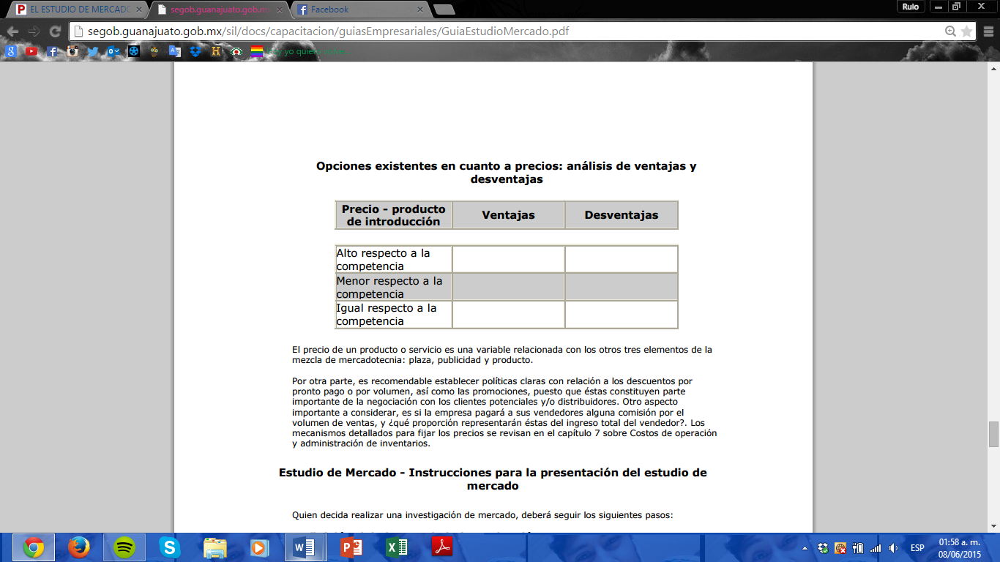 EL ESTUDIO DE MERCADO
segob.guanajuato.gob.m
Facebook
Rulo
segob.guanajuato.gob.mx/sil/docs/capacitacion/guiasEmpresariales/GuiaEstudioMercado.pdf
Opciones existentes en cuanto a precios: análisis de ventajas y
desventajas
Precio - producto
de introducción
Ventajas
Desventajas
Alto respecto a la
competencia
Menor respecto a la
competencia
Igual respecto a la
competencia
El precio de un producto o servicio es una variable relacionada con los otros tres elementos de la
mezcla de mercadotecnia: plaza, publicidad y producto.
Por otra parte, es recomendable establecer políticas claras con relación a los descuentos por
pronto pago o por volumen, así como las promociones, puesto que éstas constituyen parte
importante de la negociación con los clientes potenciales y/o distribuidores. Otro aspecto
importante a considerar, es si la empresa pagará a sus vendedores alguna comisión por el
volumen de ventas, y ¿qué proporción representarán éstas del ingreso total del vendedor?. Los
mecanismos detallados para fijar los precios se revisan en el capítulo 7 sobre Costos de operación
y administración de inventarios.
Estudio de Mercado - Instrucciones para la presentación del estudio de
mercado
Quien decida realizar una investigación de mercado, deberá seguir los siguientes pasos:
ESP
01:58 a. m.
08/06/2015